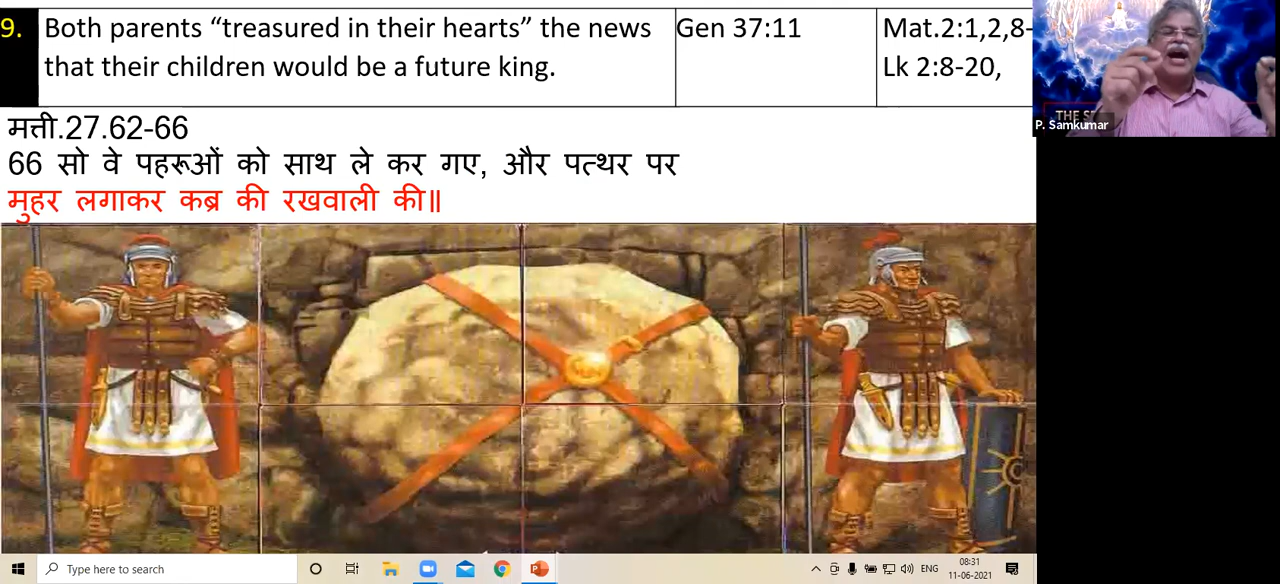 9. Both parents “treasured in their hearts” the news
that their children would be a future king.
Gen 37:11
Mat.2:1,2,8-
Lk 2:8-20,
मत्ती.27.62-66
66 सो वे पहरूओं को साथ ले कर गए, और पत्थर पर
मुहर लगाकर कब्र की रखवाली की॥
THE S
P. Samkumar
Type here to search
ENG
08:31
11-06-2021